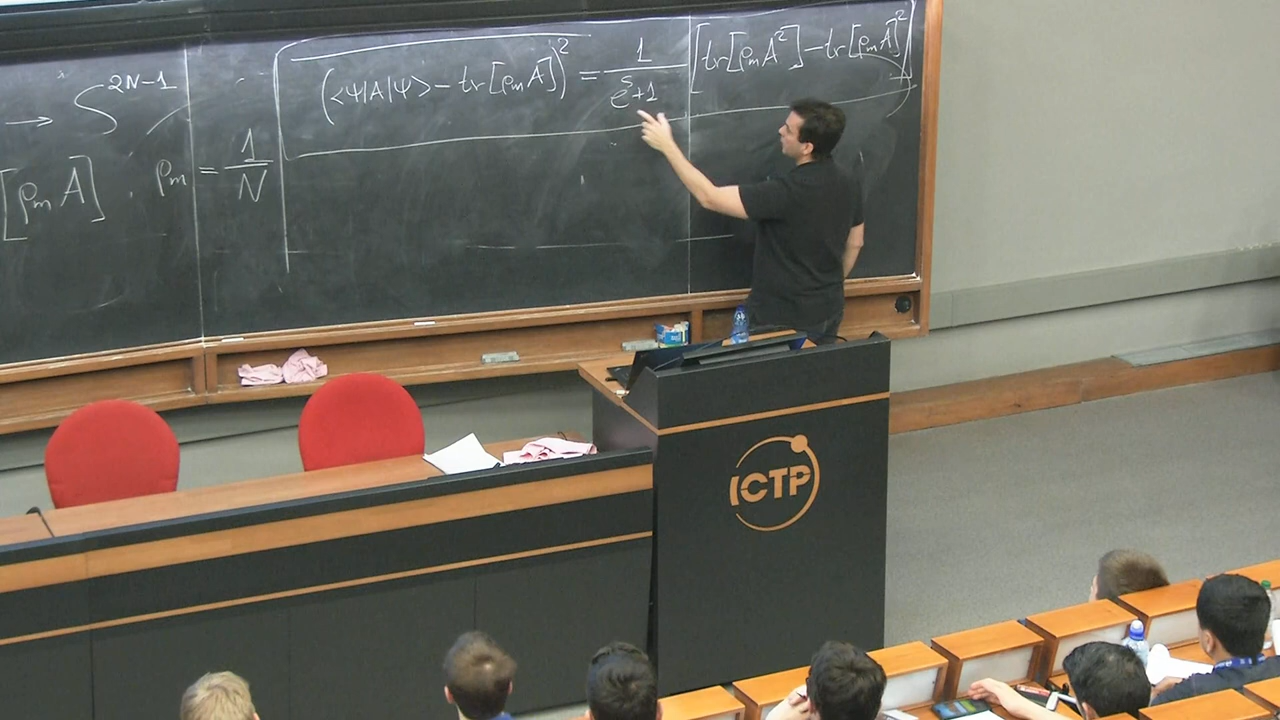 → S^{2N-1}
(<Ψ|A|Ψ> - tr[ρ_m A])² = 1/(e^S+1) [tr[ρ_m A²] - tr[ρ_m A]²]
[ρ_m A] . ρ_m = 1/N
ICTP